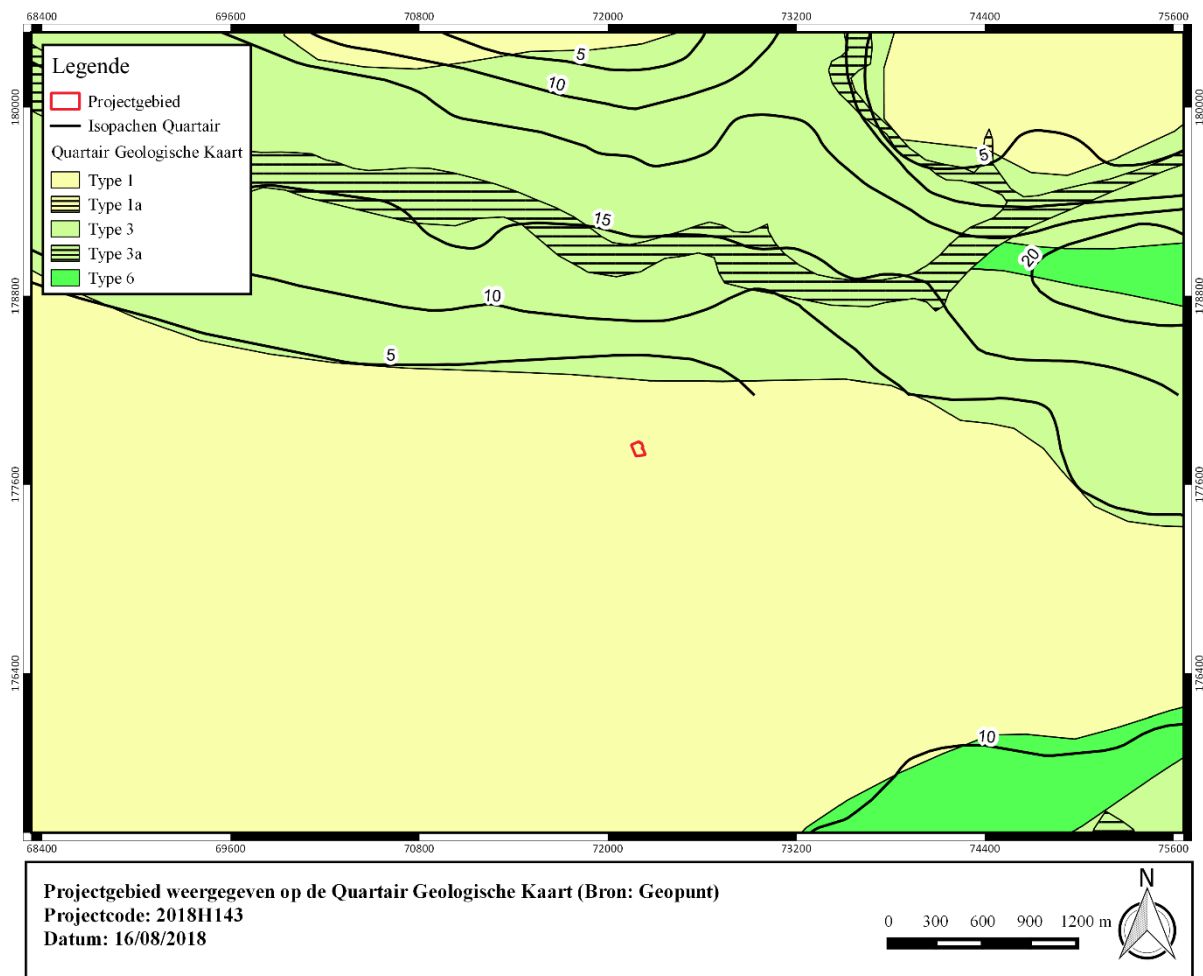 68400 69600 70800 72000 73200 74400 75600
Legende
Projectgebied
Isopachen Quartair
Quartair Geologische Kaart
Type 1
Type 1a
Type 3
Type 3a
Type 6
5
10
5
15
20
10
5
10
180000
178800
177600
176400
180000
178800
177600
176400
68400 69600 70800 72000 73200 74400 75600
Projectgebied weergegeven op de Quartair Geologische Kaart (Bron: Geopunt)
Projectcode: 2018H143
Datum: 16/08/2018
0 300 600 900 1200 m
N